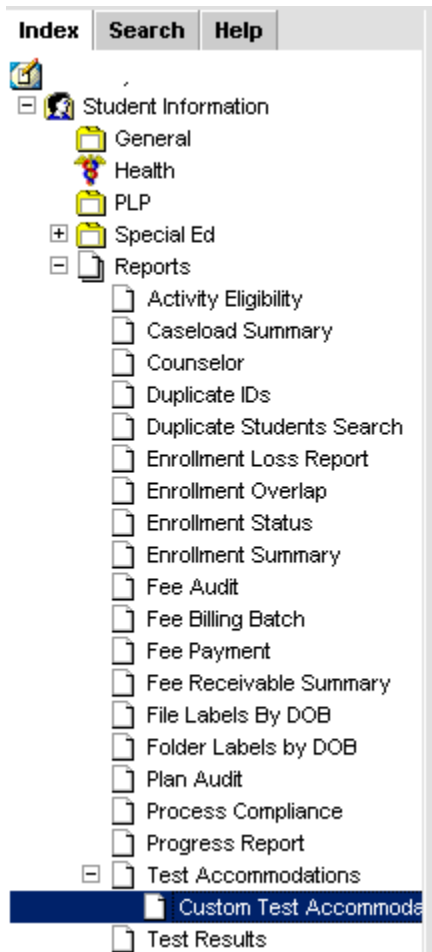 Index Search Help
Student Information
General
Health
PLP
Special Ed
Reports
Activity Eligibility
Caseload Summary
Counselor
Duplicate IDs
Duplicate Students Search
Enrollment Loss Report
Enrollment Overlap
Enrollment Status
Enrollment Summary
Fee Audit
Fee Billing Batch
Fee Payment
Fee Receivable Summary
File Labels By DOB
Folder Labels by DOB
Plan Audit
Process Compliance
Progress Report
Test Accommodations
Custom Test Accommoda
Test Results